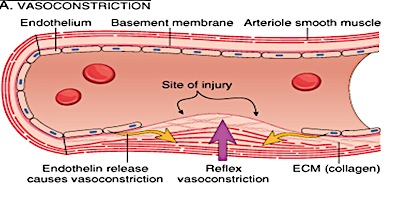 A. VASOCONSTRICTION
Endothelium
Basement membrane
Arteriole smooth muscle
Site of injury
Endothelin release
causes vasoconstriction
Reflex
vasoconstriction
ECM (collagen)